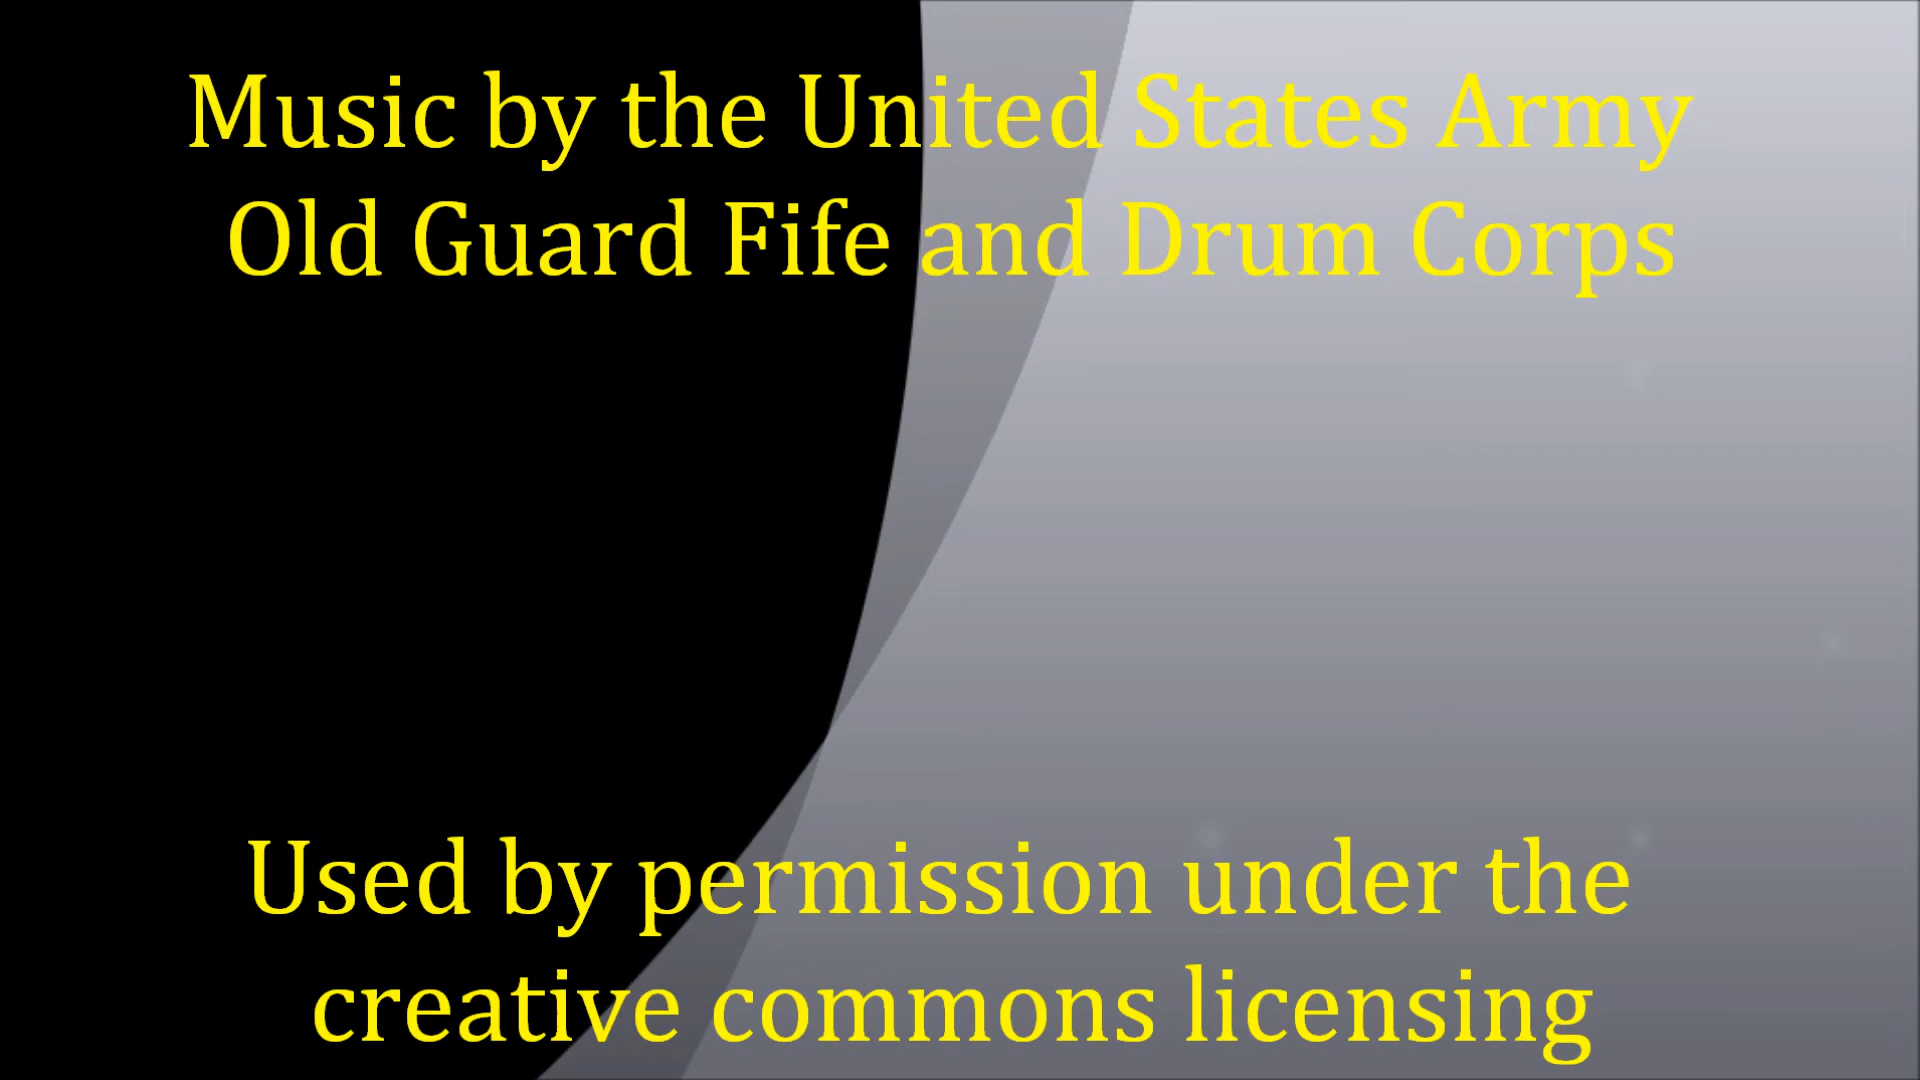 Music by the United States Army
Old Guard Fife and Drum Corps
Used by permission under the
creative commons licensing